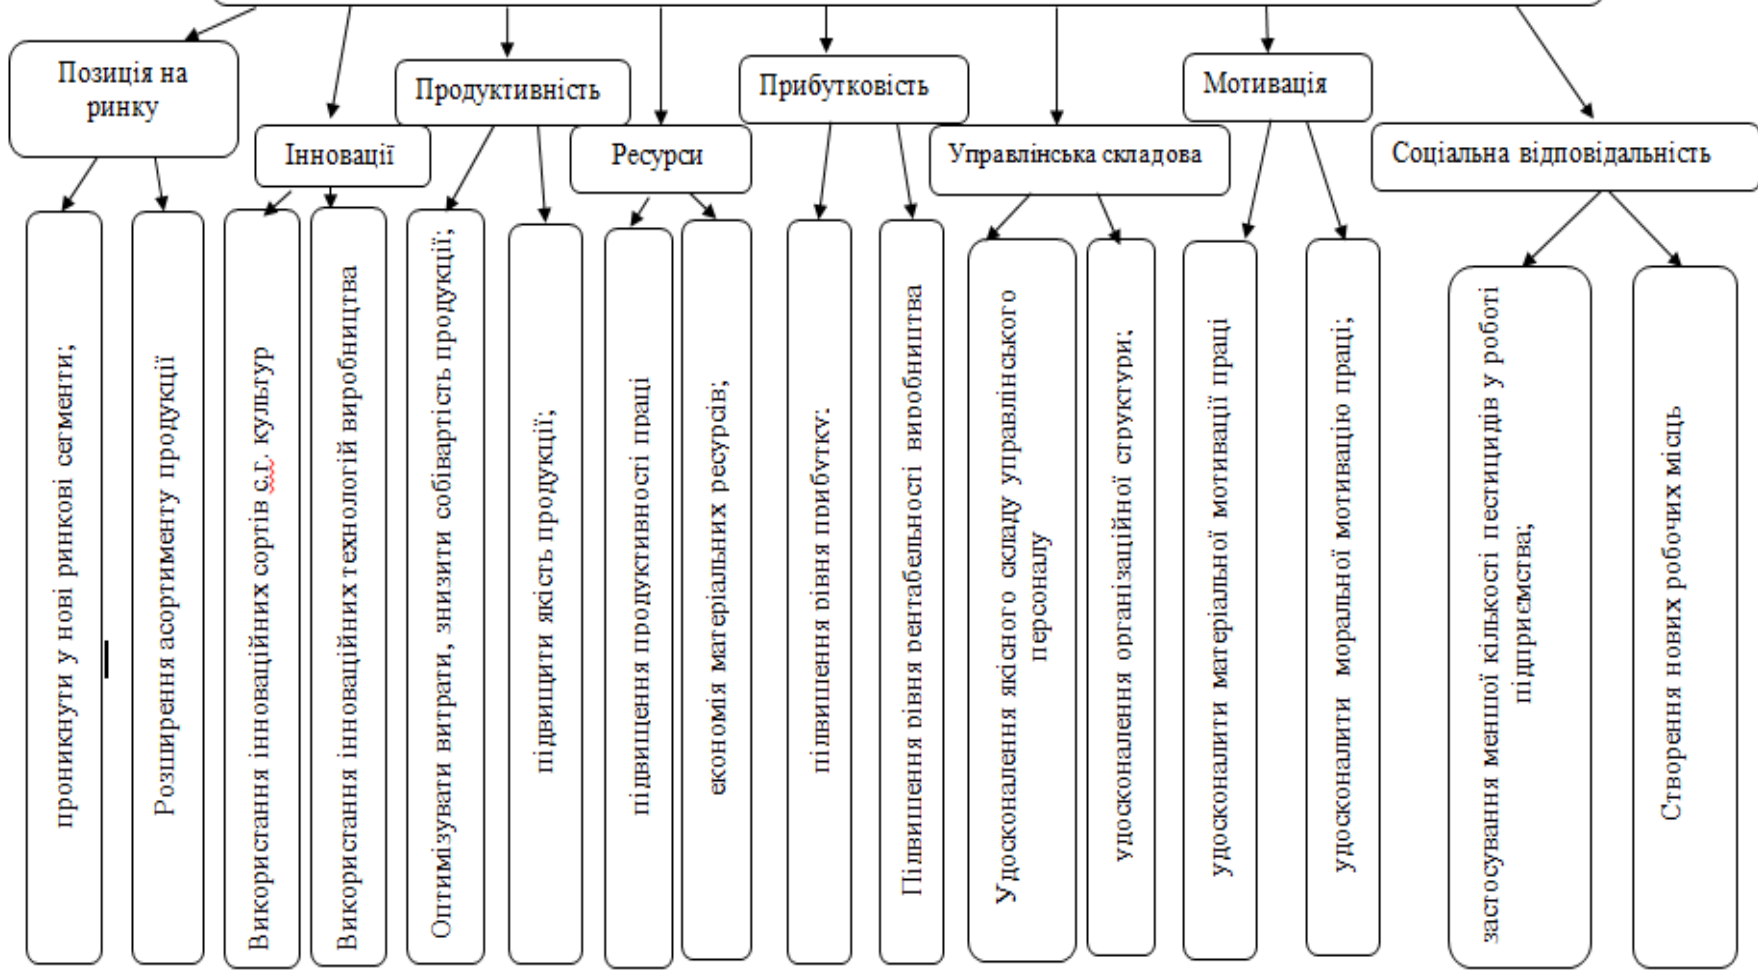 Позиція на
ринку
Інновації
Продуктивність
Ресурси
Прибутковість
Управлінська складова
Мотивація
Соціальна відповідальність
проникнути у нові ринкові сегменти;
Розширення асортименту продукції
Використання інноваційних сортів с.г. культур
Використання інноваційних технологій виробництва
Оптимізувати витрати, знизити собівартість продукції;
підвищити якість продукції;
підвищення продуктивності праці
економія матеріальних ресурсів;
підвищення рівня прибутку;
Підвищення рівня рентабельності виробництва
Удосконалення якісного складу управлінського
персоналу
удосконалення організаційної структури;
удосконалити матеріальної мотивації праці
удосконалити моральної мотивацію праці;
застосування меншої кількості пестицидів у роботі
підприємства;
Створення нових робочих місць